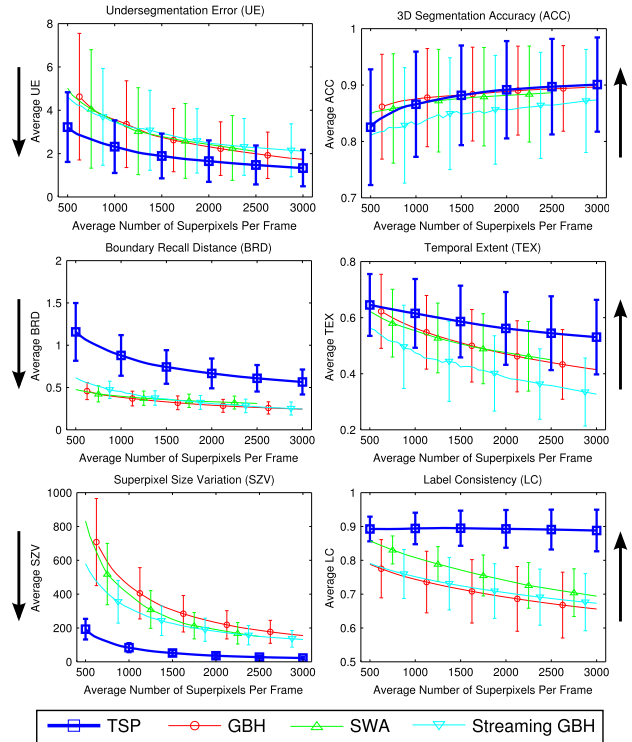 Undersegmentation Error (UE)
8
6
4
2
0
Average UE
500 1000 1500 2000 2500 3000
Average Number of Superpixels Per Frame
3D Segmentation Accuracy (ACC)
1
0.9
0.8
0.7
Average ACC
500 1000 1500 2000 2500 3000
Average Number of Superpixels Per Frame
Boundary Recall Distance (BRD)
2
1.5
1
0.5
0
Average BRD
500 1000 1500 2000 2500 3000
Average Number of Superpixels Per Frame
Temporal Extent (TEX)
0.8
0.6
0.4
0.2
Average TEX
500 1000 1500 2000 2500 3000
Average Number of Superpixels Per Frame
Superpixel Size Variation (SZV)
1000
800
600
400
200
0
Average SZV
500 1000 1500 2000 2500 3000
Average Number of Superpixels Per Frame
Label Consistency (LC)
1
0.9
0.8
0.7
0.6
0.5
Average LC
500 1000 1500 2000 2500 3000
Average Number of Superpixels Per Frame
TSP GBH SWA Streaming GBH